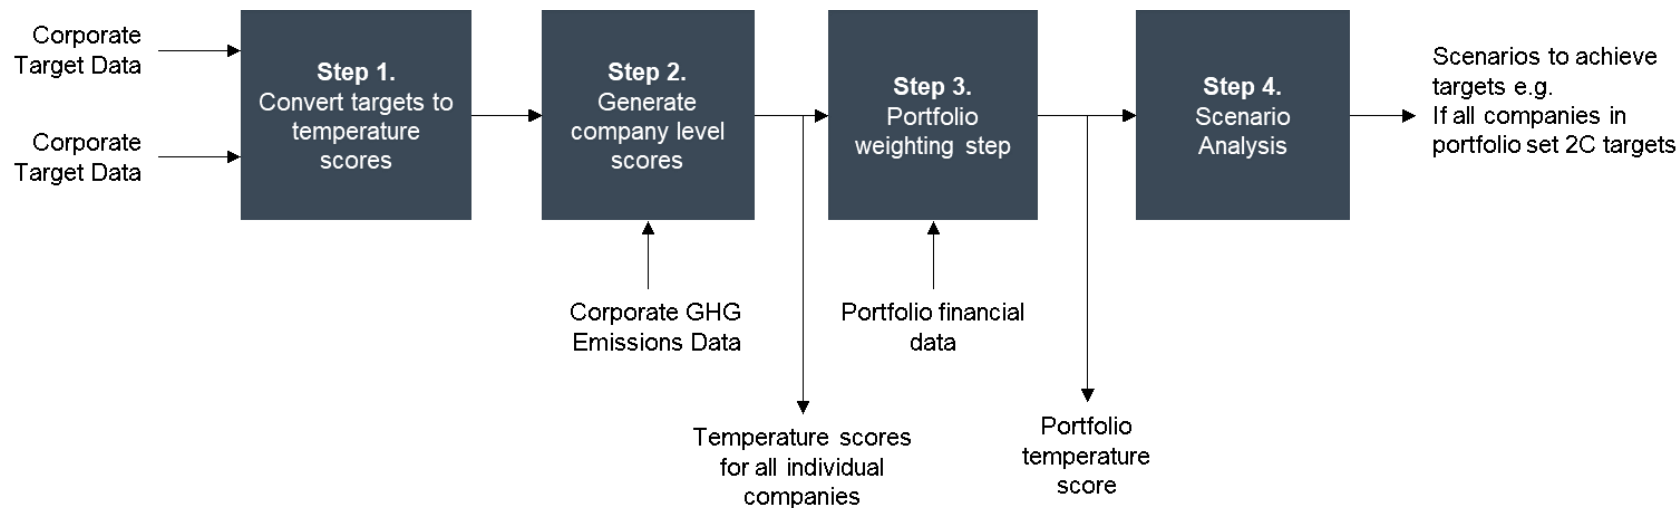 Corporate
Target Data
Corporate
Target Data
Step 1.
Convert targets to
temperature
scores
Step 2.
Generate
company level
scores
Step 3.
Portfolio
weighting step
Step 4.
Scenario
Analysis
Scenarios to achieve
targets e.g.
If all companies in
portfolio set 2C targets
Corporate GHG
Emissions Data
Portfolio financial
data
Temperature scores
for all individual
companies
Portfolio
temperature
score